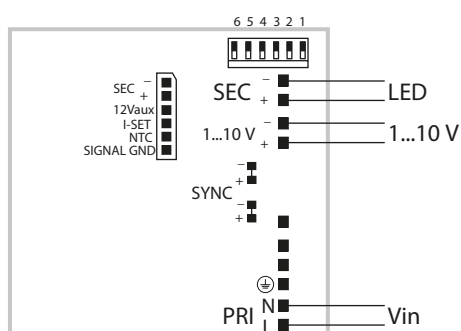 6 5 4 3 2 1
SEC −
+
12Vaux
I-SET
NTC
SIGNAL GND
SEC − LED
+
1...10 V − 1...10 V
+
−
+
SYNC
−
+
PRI N Vin
L